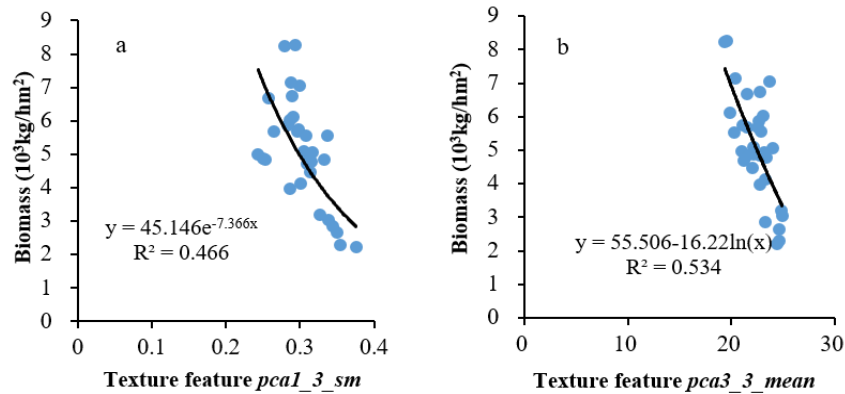 a
Biomass (10³kg/hm²)
9
8
7
6
5
4
3
2
1
0
y = 45.146e^-7.366x
R² = 0.466
0 0.1 0.2 0.3 0.4
Texture feature pca1_3_sm
b
Biomass (10³kg/hm²)
9
8
7
6
5
4
3
2
1
0
y = 55.506-16.22ln(x)
R² = 0.534
0 10 20 30
Texture feature pca3_3_mean